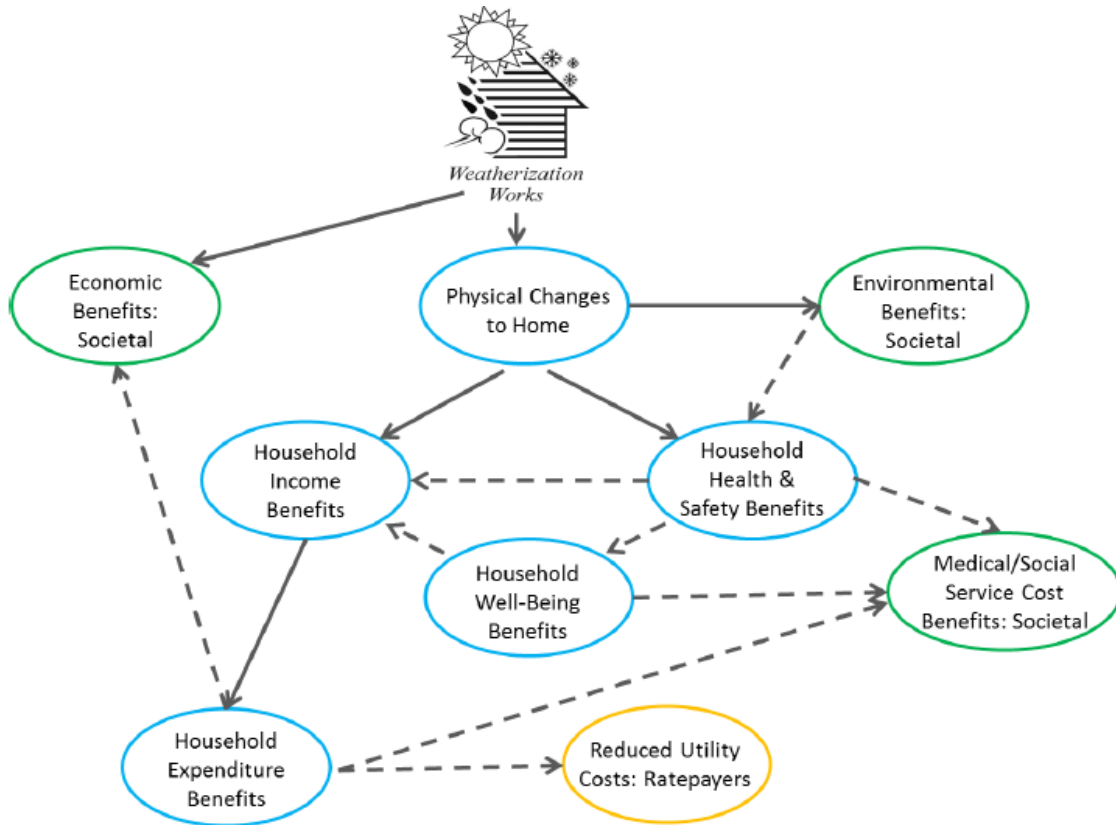 Weatherization
Works
Economic
Benefits:
Societal
Physical Changes
to Home
Environmental
Benefits:
Societal
Household
Income
Benefits
Household
Health &
Safety Benefits
Household
Well-Being
Benefits
Medical/Social
Service Cost
Benefits: Societal
Household
Expenditure
Benefits
Reduced Utility
Costs: Ratepayers